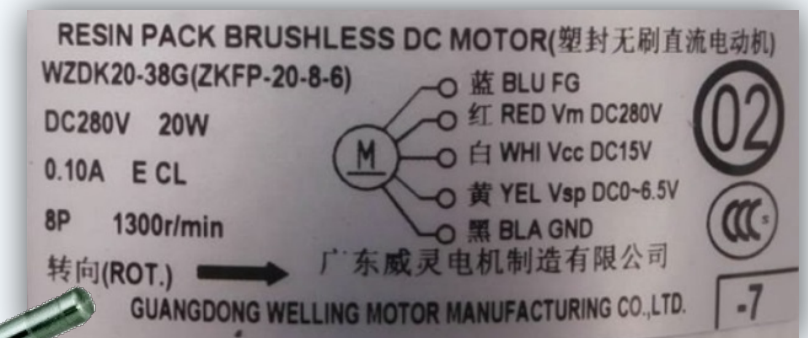 RESIN PACK BRUSHLESS DC MOTOR(塑封无刷直流电动机)
WZDK20-38G(ZKFP-20-8-6)
DC280V 20W
0.10A E CL
8P 1300r/min
转向(ROT.)
M
蓝 BLU FG
红 RED Vm DC280V
白 WHI Vcc DC15V
黄 YEL Vsp DC0~6.5V
黑 BLA GND
02
CCC S
广东威灵电机制造有限公司
GUANGDONG WELLING MOTOR MANUFACTURING CO.,LTD.
-7